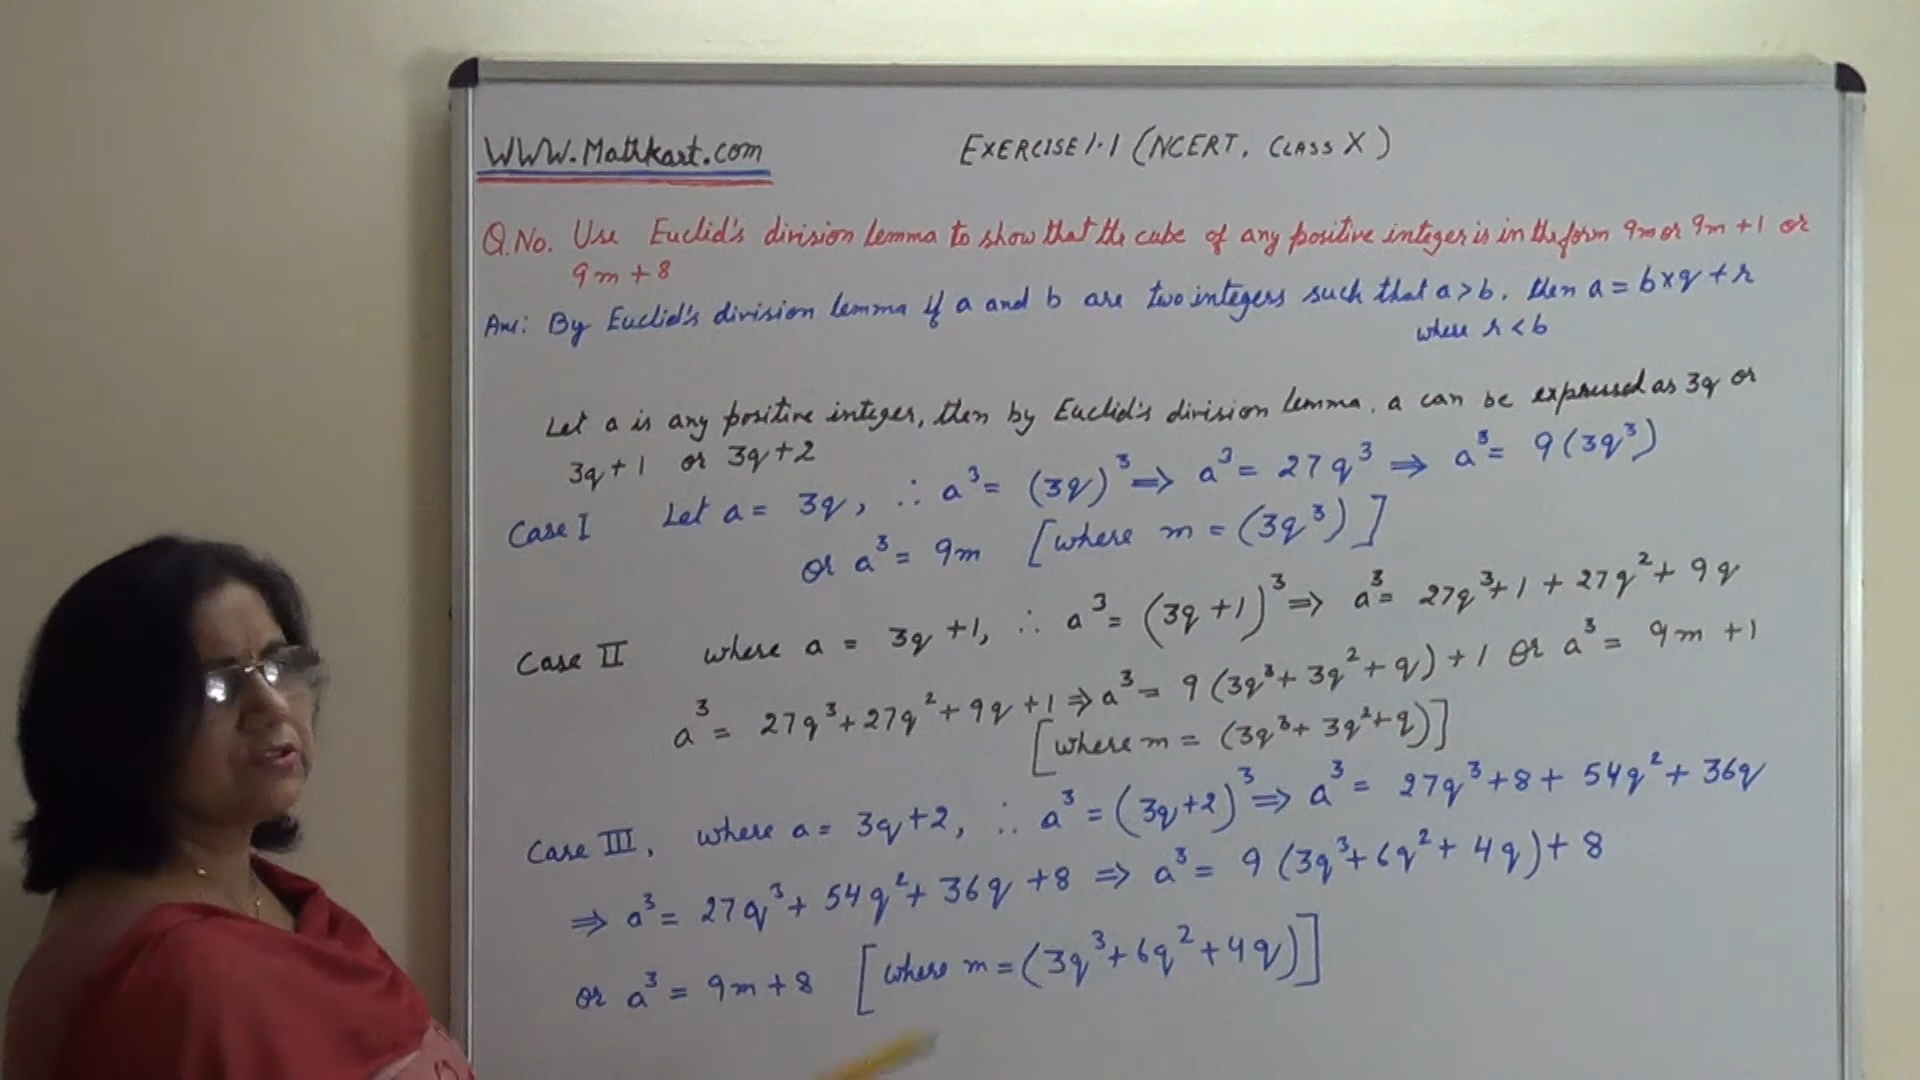 WWW.Mathkart.com
EXERCISE 1.1 (NCERT, CLASS X)
Q.No. Use Euclid's division lemma to show that the cube of any positive integer is in the form 9m or 9m + 1 or
9m + 8
Ans: By Euclid's division lemma if a and b are two integers such that a > b, then a = b×q + r
where r < b
Let a is any positive integer, then by Euclid's division lemma, a can be expressed as 3q or
3q + 1 or 3q + 2
Case I Let a = 3q, ∴ a³ = (3q)³ ⇒ a³ = 27q³ ⇒ a³ = 9(3q³)
or a³ = 9m [where m = (3q³)]
Case II where a = 3q + 1, ∴ a³ = (3q + 1)³ ⇒ a³ = 27q³ + 1 + 27q² + 9q
a³ = 27q³ + 27q² + 9q + 1 ⇒ a³ = 9(3q³ + 3q² + q) + 1 or a³ = 9m + 1
[where m = (3q³ + 3q² + q)]
Case III, where a = 3q + 2, ∴ a³ = (3q + 2)³ ⇒ a³ = 27q³ + 8 + 54q² + 36q
⇒ a³ = 27q³ + 54q² + 36q + 8 ⇒ a³ = 9(3q³ + 6q² + 4q) + 8
or a³ = 9m + 8 [where m = (3q³ + 6q² + 4q)]